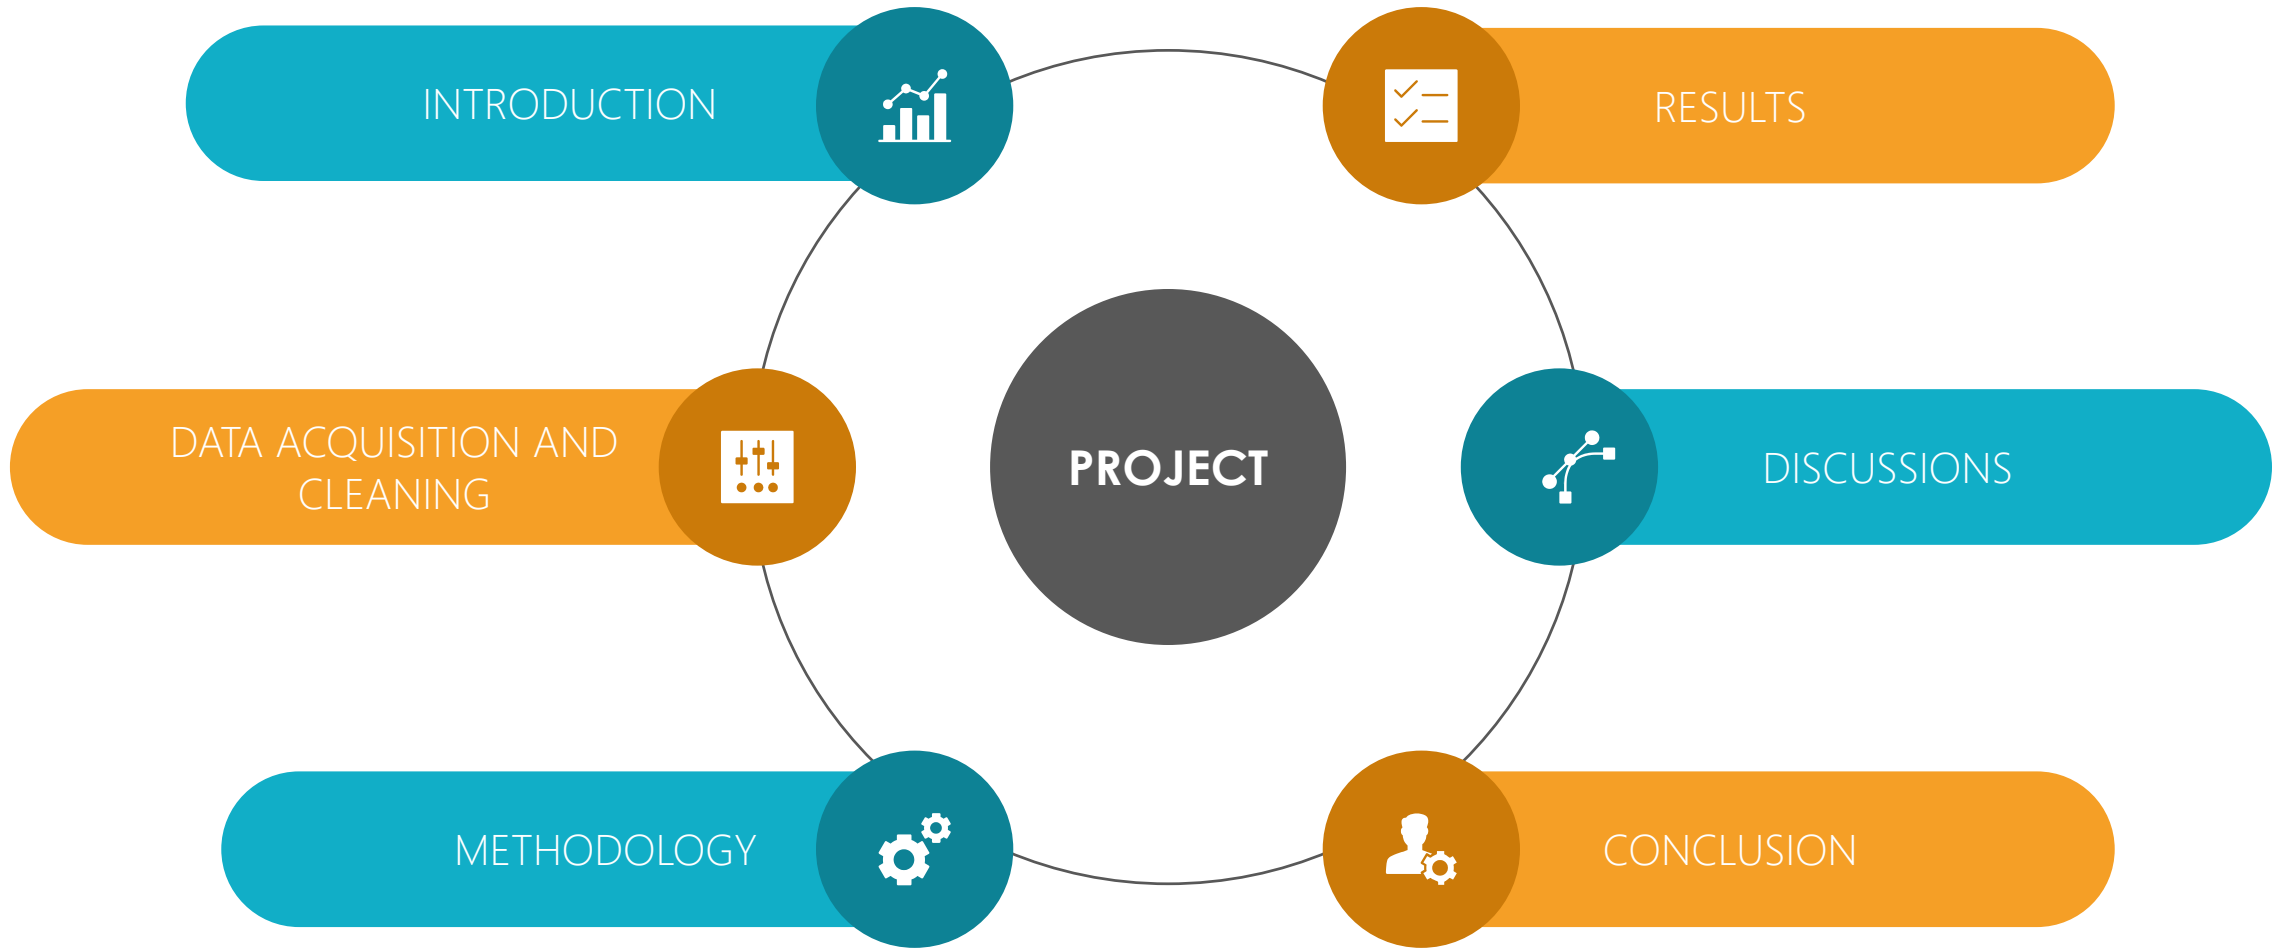 INTRODUCTION
DATA ACQUISITION AND
CLEANING
METHODOLOGY
PROJECT
RESULTS
DISCUSSIONS
CONCLUSION